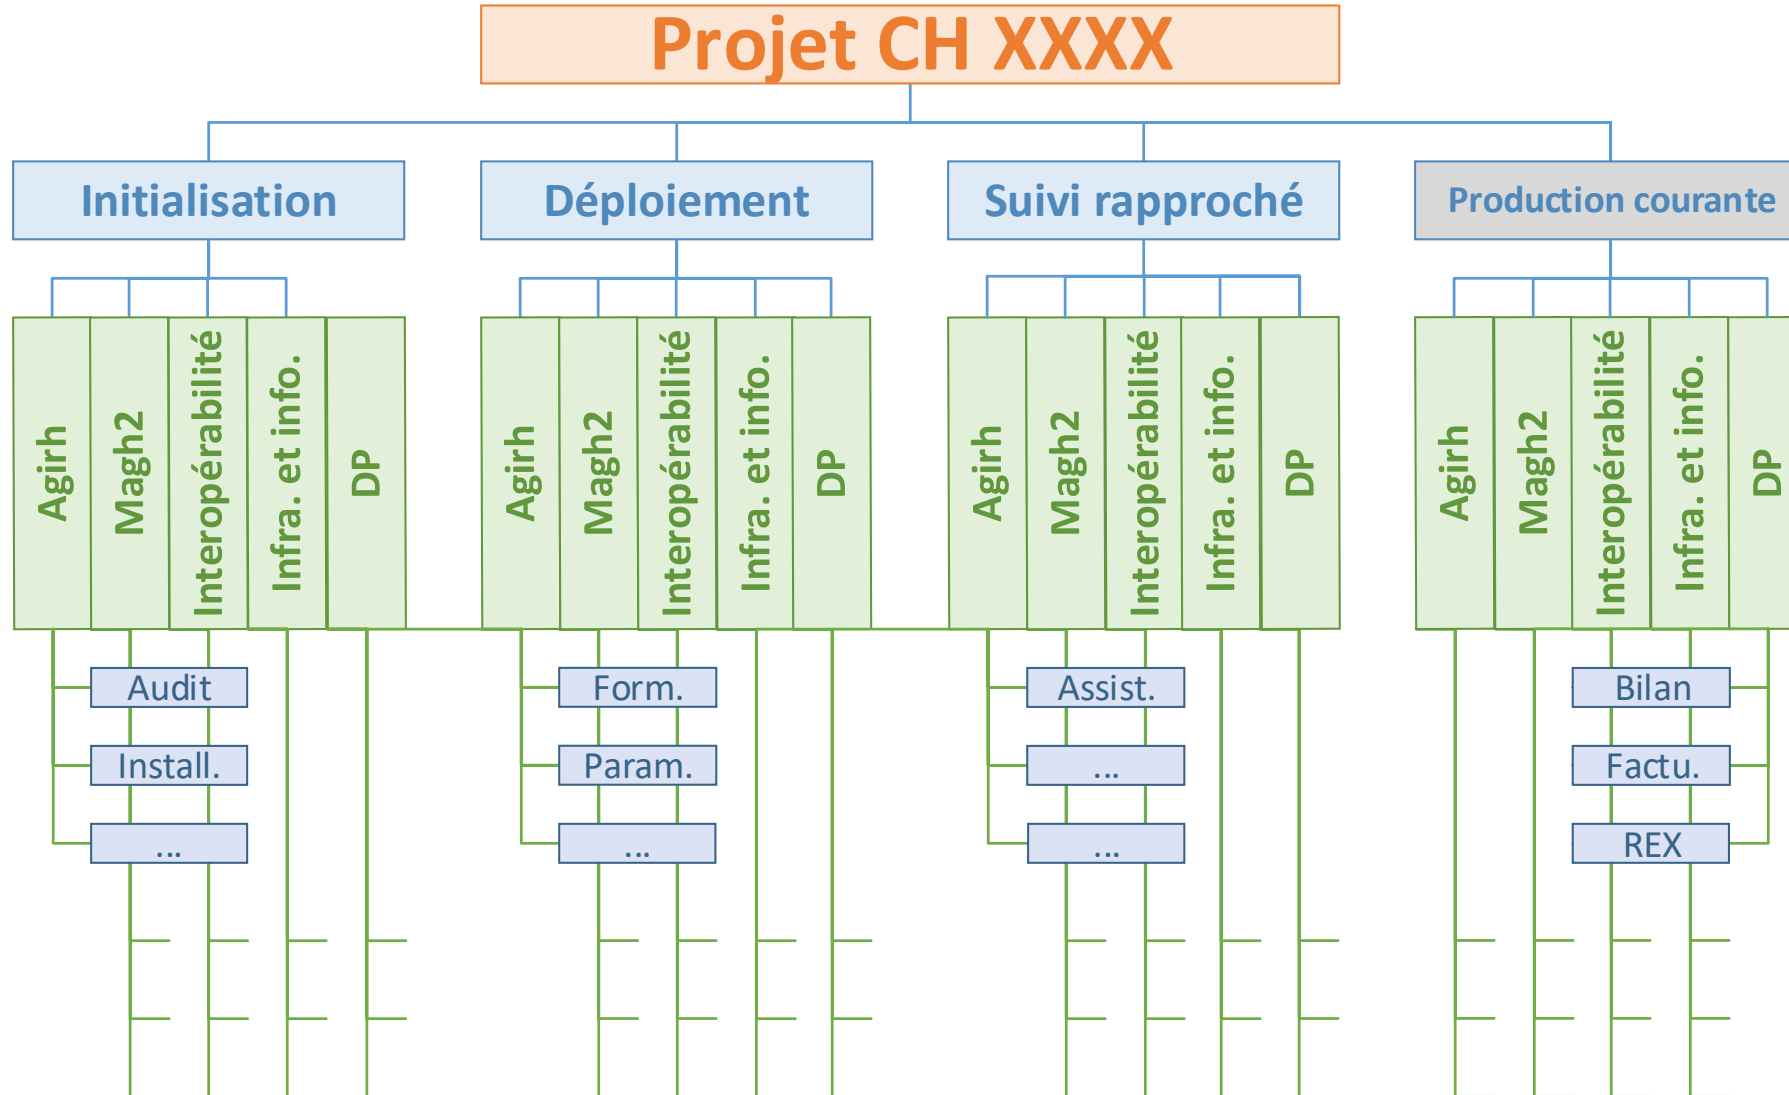 Projet CH XXXX
Initialisation
Déploiement
Suivi rapproché
Production courante
Agirh
Magh2
Interopérabilité
Infra. et info.
DP
Agirh
Magh2
Interopérabilité
Infra. et info.
DP
Agirh
Magh2
Interopérabilité
Infra. et info.
DP
Agirh
Magh2
Interopérabilité
Infra. et info.
DP
Audit
Install.
...
Form.
Param.
...
Assist.
...
...
Bilan
Factu.
REX